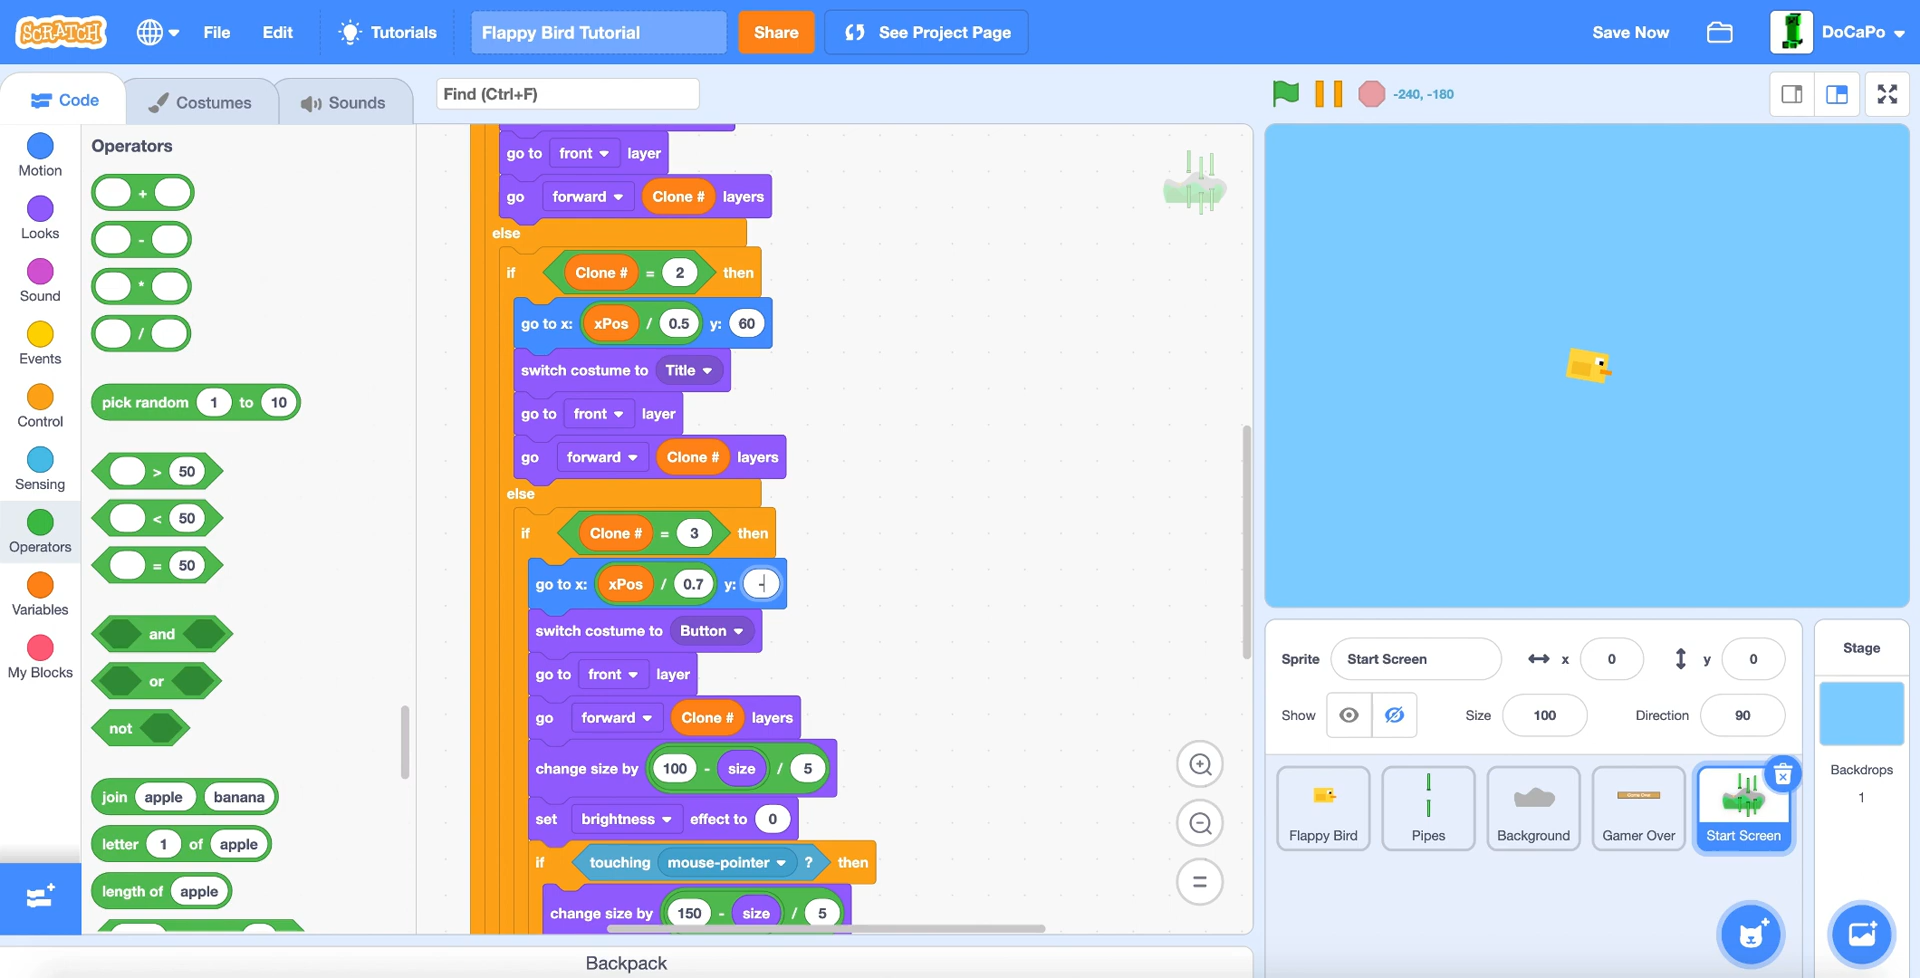 SCRATCH File Edit Tutorials Flappy Bird Tutorial Share See Project Page Save Now DoCaPo
Code Costumes Sounds Find (Ctrl+F) -240, -180
Motion
Looks
Sound
Events
Control
Sensing
Operators
Variables
My Blocks
Operators
+
-
*
/
pick random 1 to 10
> 50
< 50
= 50
and
or
not
join apple banana
letter 1 of apple
length of apple
go to front layer
go forward Clone # layers
else
if Clone # = 2 then
go to x: xPos / 0.5 y: 60
switch costume to Title
go to front layer
go forward Clone # layers
else
if Clone # = 3 then
go to x: xPos / 0.7 y: -
switch costume to Button
go to front layer
go forward Clone # layers
change size by 100 - size / 5
set brightness effect to 0
if touching mouse-pointer ? then
change size by 150 - size / 5
Backpack
Sprite Start Screen x 0 y 0
Show Size 100 Direction 90
Flappy Bird
Pipes
Background
Gamer Over
Start Screen
Stage
Backdrops
1